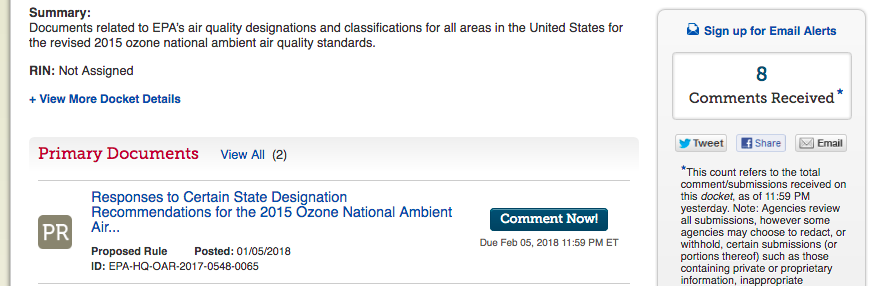 Summary:
Documents related to EPA's air quality designations and classifications for all areas in the United States for
the revised 2015 ozone national ambient air quality standards.
RIN: Not Assigned
+ View More Docket Details
Primary Documents View All (2)
PR
Responses to Certain State Designation
Recommendations for the 2015 Ozone National Ambient
Air...
Proposed Rule Posted: 01/05/2018
ID: EPA-HQ-OAR-2017-0548-0065
Comment Now!
Due Feb 05, 2018 11:59 PM ET
Sign up for Email Alerts
8
Comments Received*
Tweet Share Email
*This count refers to the total
comment/submissions received on
this docket, as of 11:59 PM
yesterday. Note: Agencies review
all submissions, however some
agencies may choose to redact, or
withhold, certain submissions (or
portions thereof) such as those
containing private or proprietary
information, inappropriate